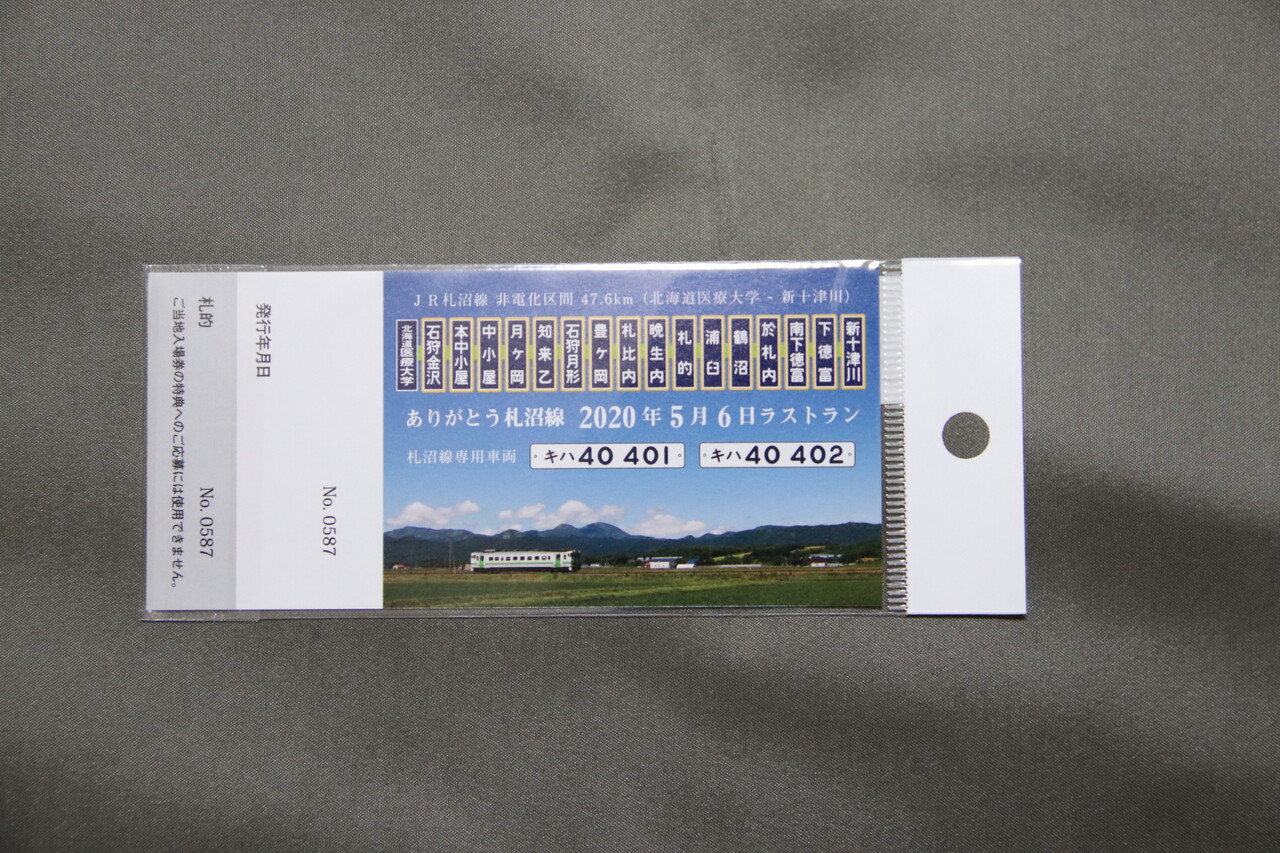 JR札沼線 非電化区間 47.6km（北海道医療大学 - 新十津川）
北海道医療大学
石狩金沢
本中小屋
中小屋
月ヶ岡
知来乙
石狩月形
豊ヶ岡
札比内
晩生内
札的
浦臼
鶴沼
於札内
南下徳富
下徳富
新十津川
ありがとう札沼線 2020年5月6日ラストラン
札沼線専用車両 キハ40 401 キハ40 402
No. 0587
発行年月日
札的 No. 0587
ご当地入場券の特典へのご応募には使用できません。